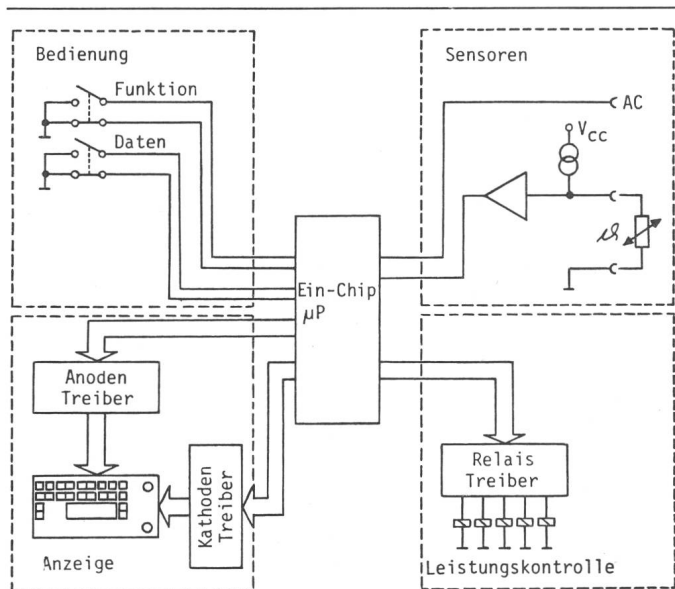 Bedienung
Funktion
Daten
Sensoren
AC
Vcc
ϑ
Ein-Chip
µP
Anoden
Treiber
Kathoden
Treiber
Anzeige
Relais
Treiber
Leistungskontrolle